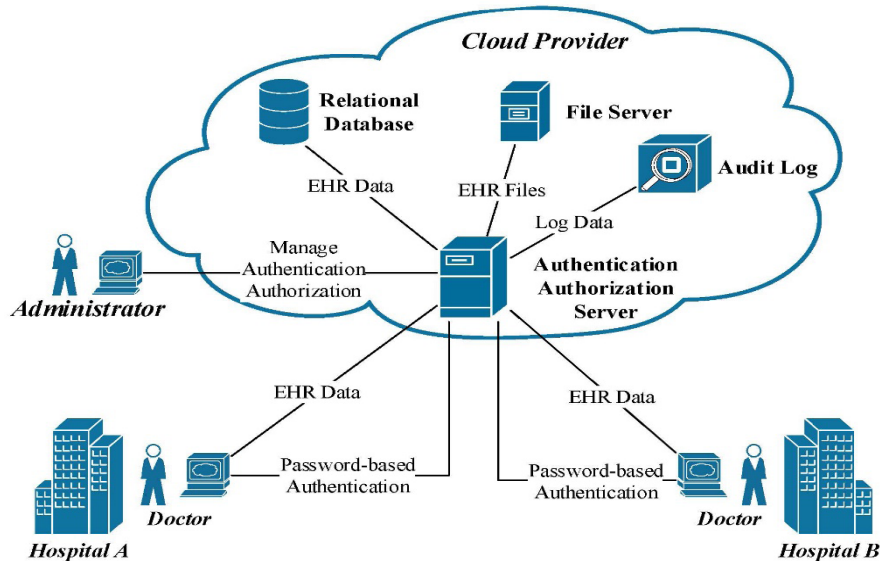 Cloud Provider
Relational
Database
File Server
Audit Log
EHR Data
EHR Files
Log Data
Manage
Authentication
Authorization
Authentication
Authorization
Server
Administrator
EHR Data
EHR Data
Password-based
Authentication
Password-based
Authentication
Doctor
Doctor
Hospital A
Hospital B